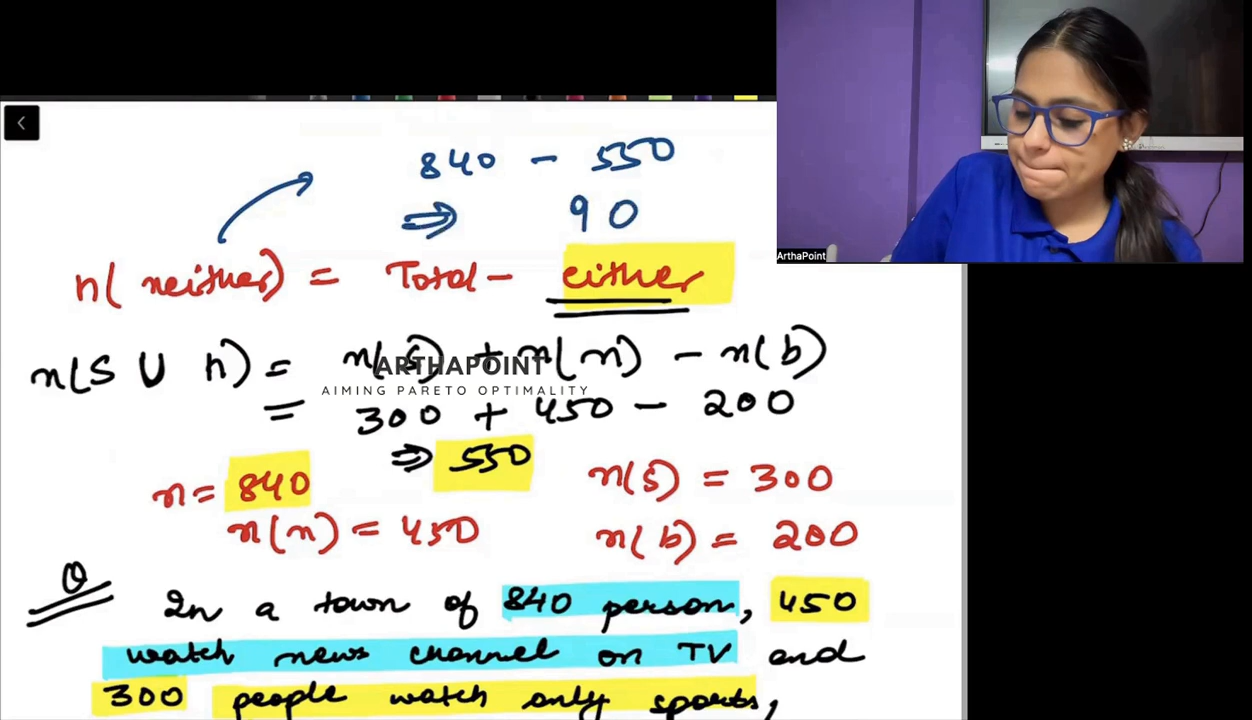 840 - 550
⇒ 90
n( neither) = Total - either
n(S U n) = n(S) + n(n) - n(b)
ARTHAPOINT
AIMING PARETO OPTIMALITY
= 300 + 450 - 200
⇒ 550
n = 840
n(S) = 300
n(n) = 450
n(b) = 200
Q
In a town of 840 person, 450
watch news channel on TV and
300 people watch only sports,
ArthaPoint